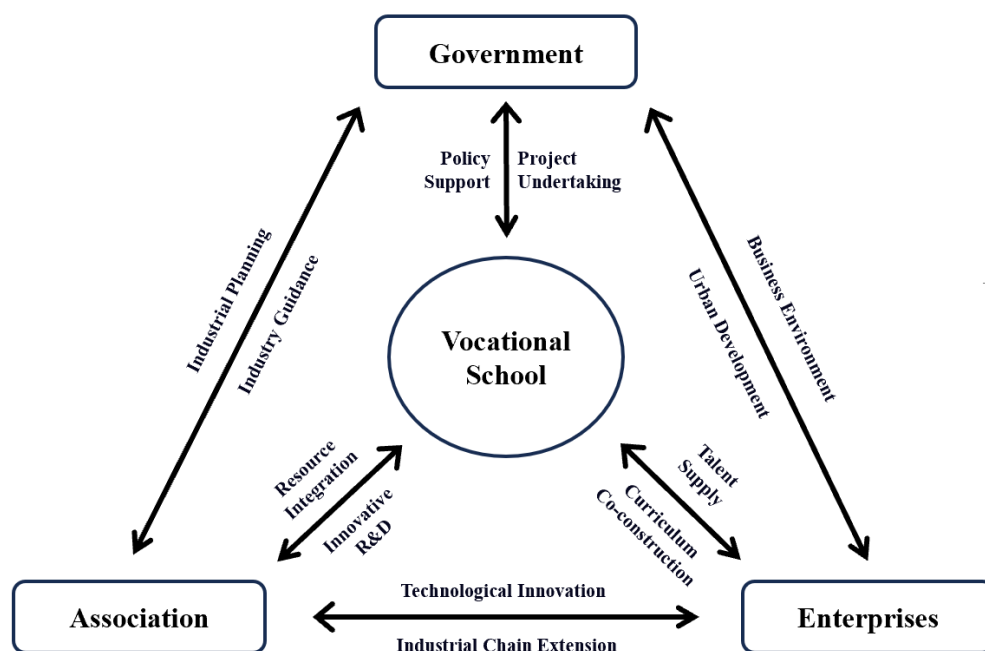 Government
Policy
Support
Project
Undertaking
Industrial Planning
Industry Guidance
Business Environment
Urban Development
Vocational
School
Resource
Integration
Innovative
R&D
Talent
Supply
Curriculum
Co-construction
Association
Technological Innovation
Industrial Chain Extension
Enterprises